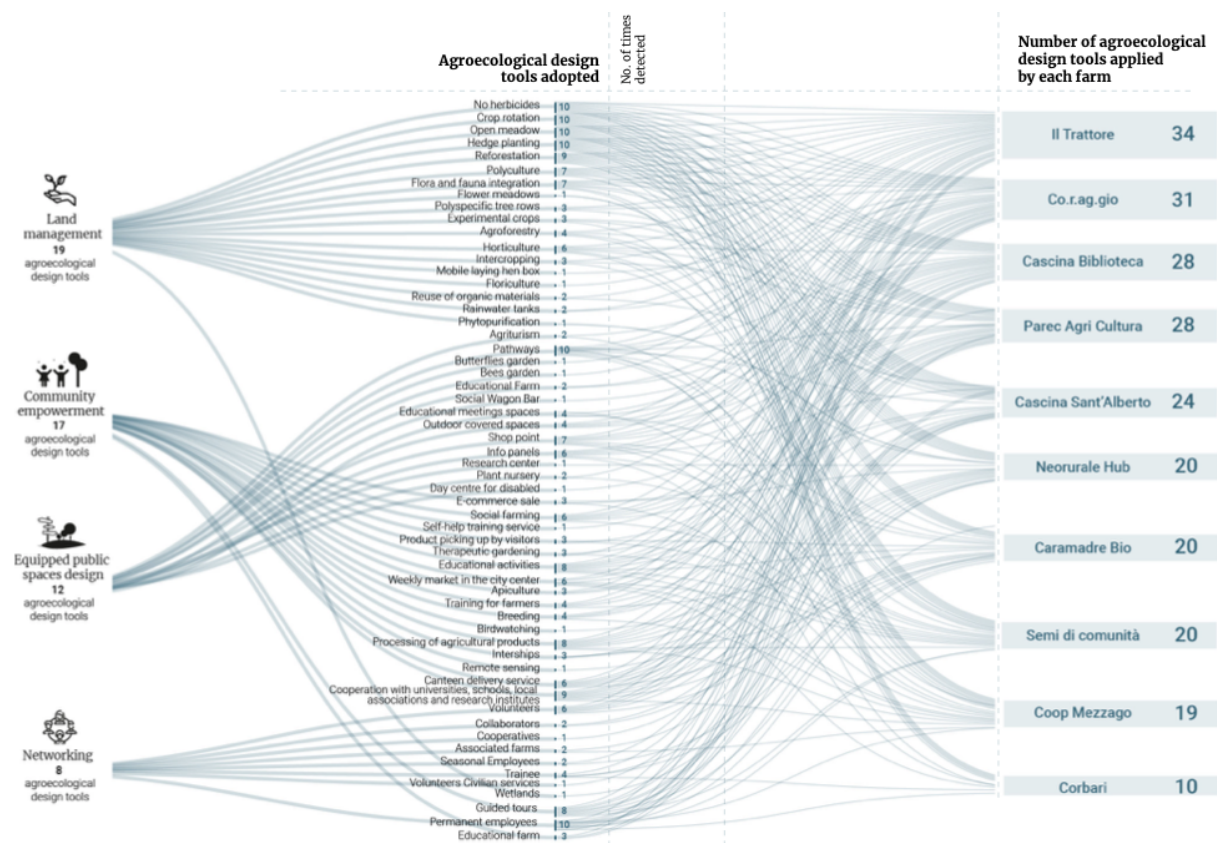 Agroecological design
tools adopted
No. of times
detected
Number of agroecological
design tools applied
by each farm
Land
management
19
agroecological
design tools
Community
empowerment
17
agroecological
design tools
Equipped public
spaces design
12
agroecological
design tools
Networking
8
agroecological
design tools
No herbicides 10
Crop rotation 10
Open meadow 10
Hedge planting 10
Reforestation 9
Polyculture 7
Flora and fauna integration 7
Flower meadows 1
Polyspecific tree rows 3
Experimental crops 3
Agroforestry 4
Horticulture 6
Intercropping 3
Mobile laying hen box 1
Floriculture 1
Reuse of organic materials 2
Rainwater tanks 2
Phytopurification 1
Agriturism 2
Pathways 10
Butterflies garden 1
Bees garden 1
Educational Farm 2
Social Wagon Bar 1
Educational meetings spaces 4
Outdoor covered spaces 4
Shop point 7
Info panels 6
Research center 1
Plant nursery 2
Day centre for disabled 1
E-commerce sale 3
Social farming 6
Self-help training service 1
Product picking up by visitors 3
Therapeutic gardening 3
Educational activities 8
Weekly market in the city center 6
Apiculture 3
Training for farmers 4
Breeding 4
Birdwatching 1
Processing of agricultural products 8
Interships 3
Remote sensing 1
Canteen delivery service 6
Cooperation with universities, schools, local
associations and research institutes 9
Volunteers 6
Collaborators 2
Cooperatives 1
Associated farms 2
Seasonal Employees 2
Trainee 4
Volunteers Civilian services 1
Wetlands 1
Guided tours 8
Permanent employees 10
Educational farm 3
Il Trattore 34
Co.r.ag.gio 31
Cascina Biblioteca 28
Parec Agri Cultura 28
Cascina Sant'Alberto 24
Neorurale Hub 20
Caramadre Bio 20
Semi di comunità 20
Coop Mezzago 19
Corbari 10